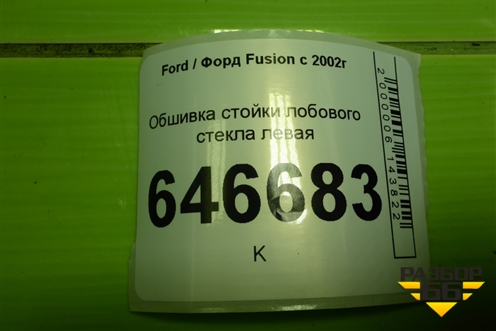 Ford / Форд Fusion с 2002г
Обшивка стойки лобового
стекла левая
646683
К
2000006143822
РАЗБОР
66